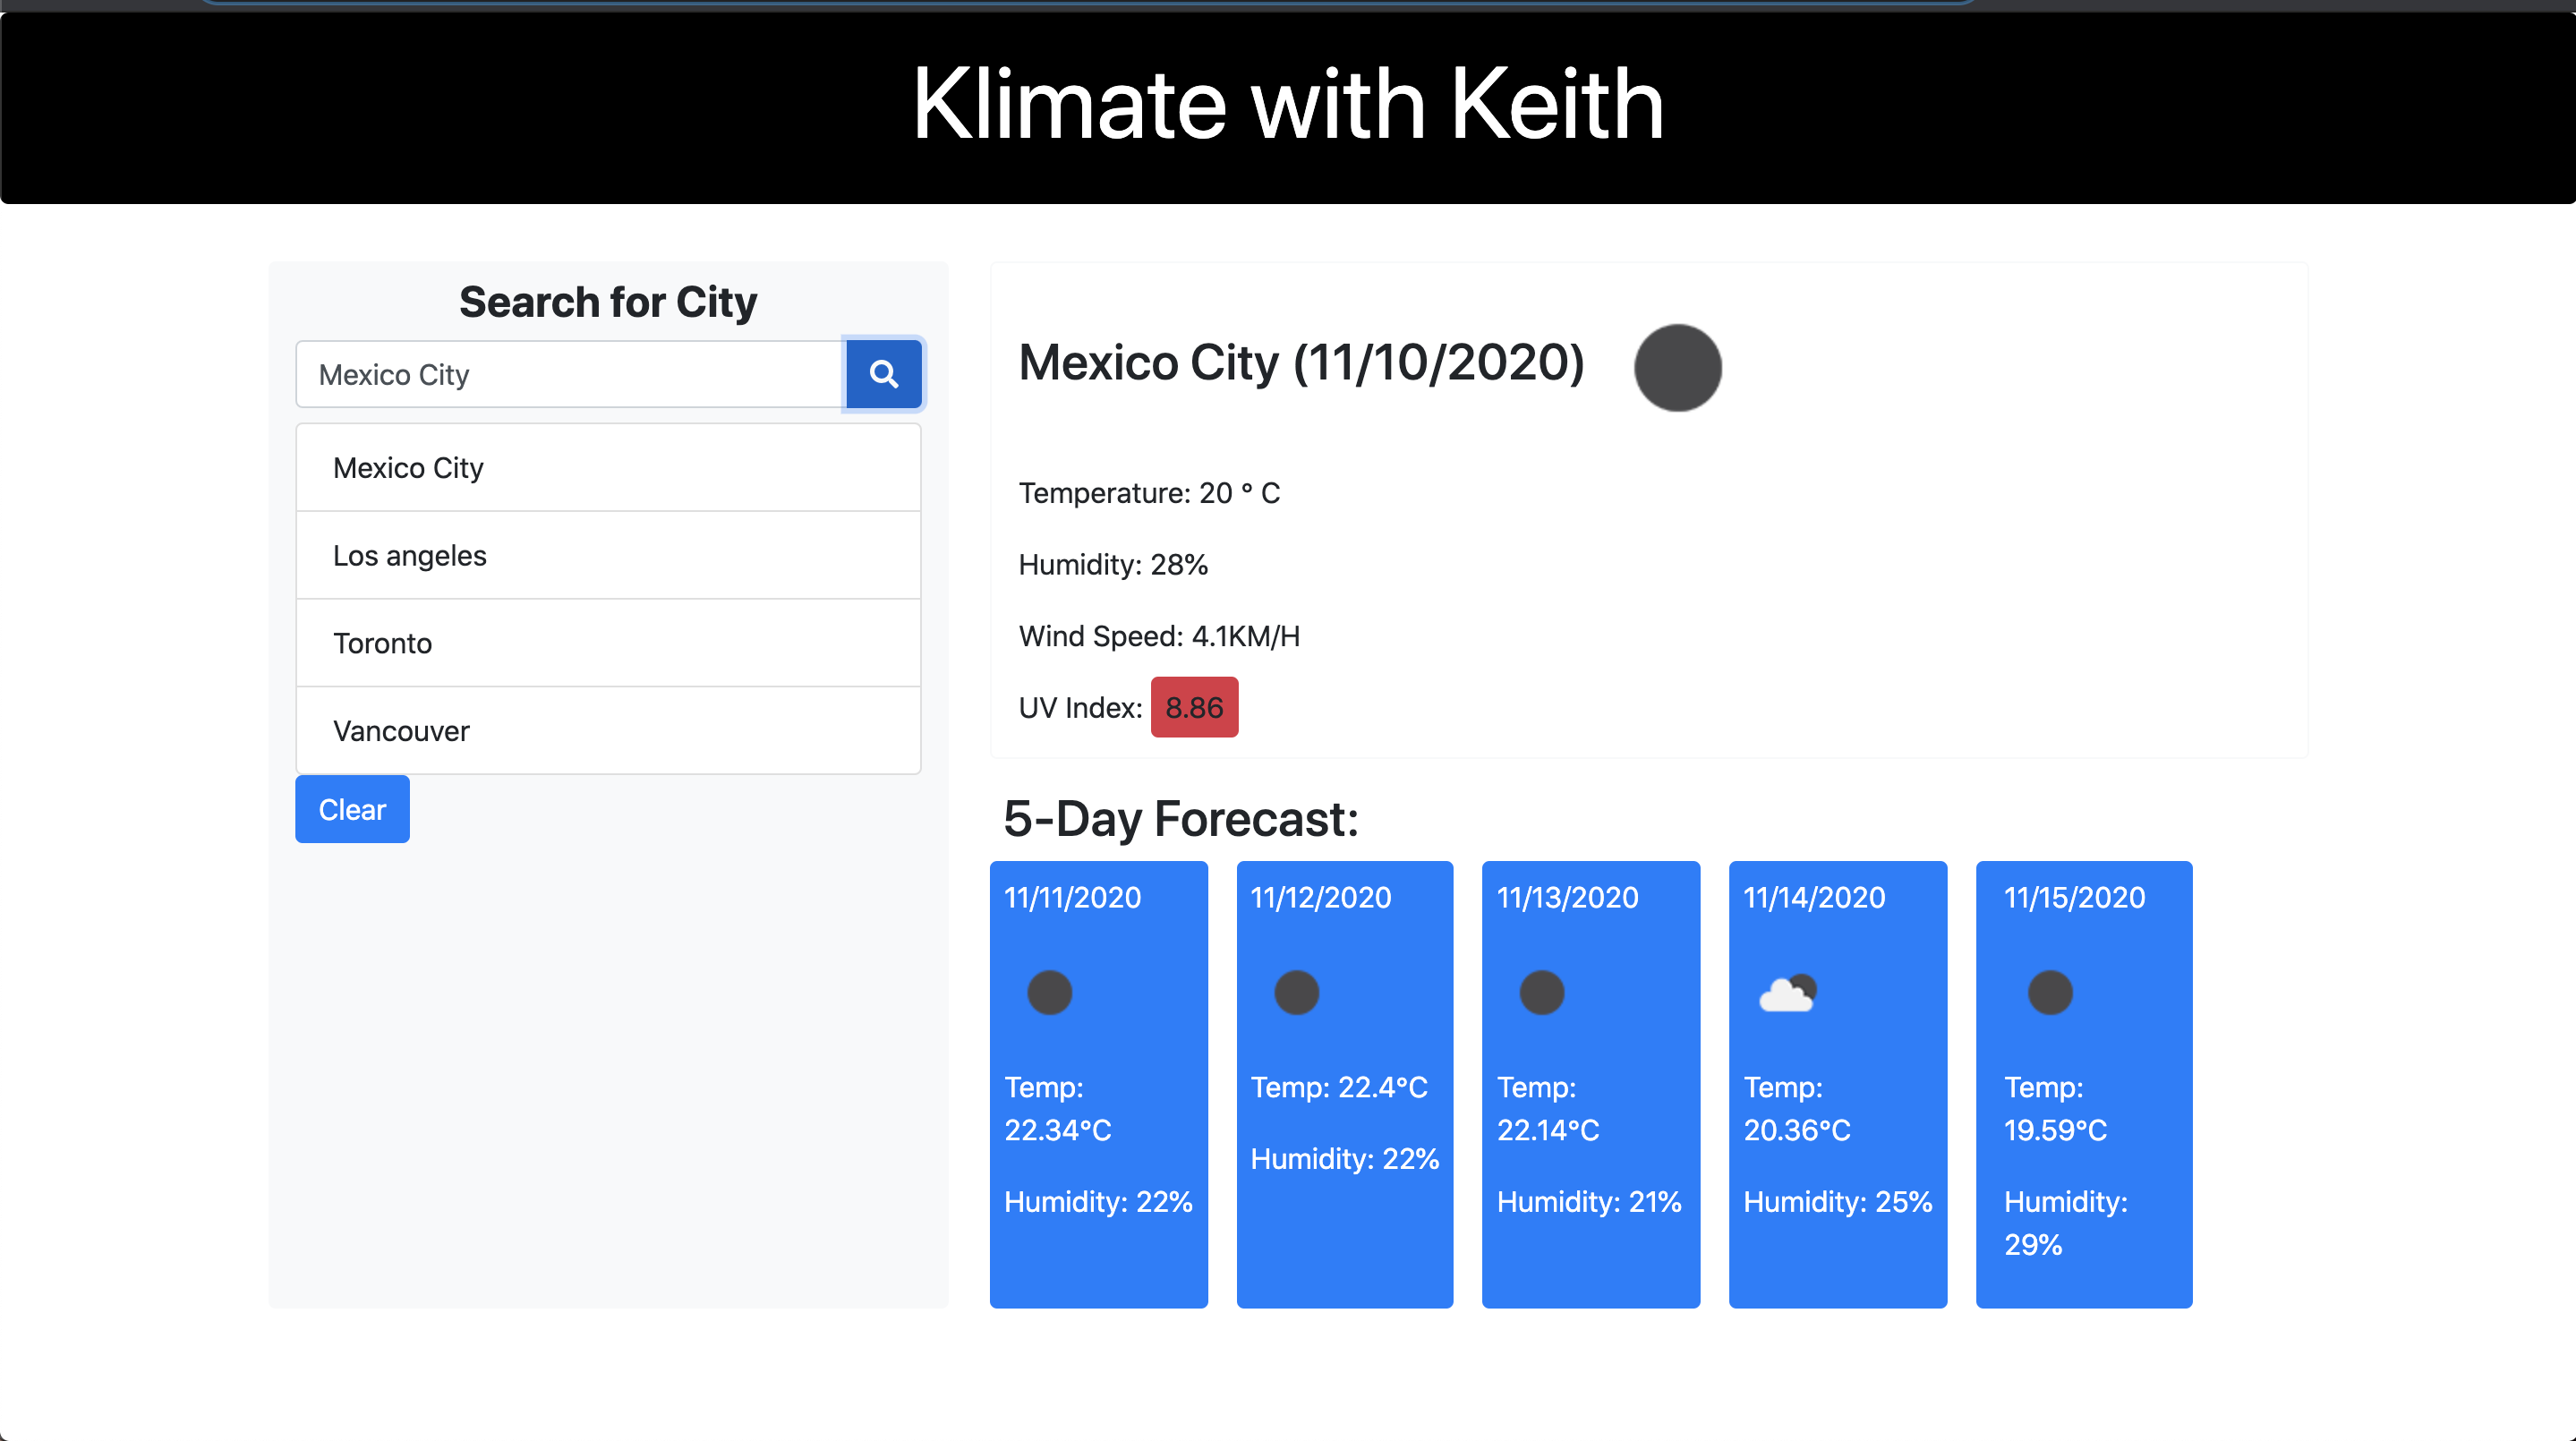 Klimate with Keith
Search for City
Mexico City
Mexico City
Los angeles
Toronto
Vancouver
Clear
Mexico City (11/10/2020)
Temperature: 20 ° C
Humidity: 28%
Wind Speed: 4.1KM/H
UV Index: 8.86
5-Day Forecast:
11/11/2020
Temp:
22.34°C
Humidity: 22%
11/12/2020
Temp: 22.4°C
Humidity: 22%
11/13/2020
Temp:
22.14°C
Humidity: 21%
11/14/2020
Temp:
20.36°C
Humidity: 25%
11/15/2020
Temp:
19.59°C
Humidity:
29%